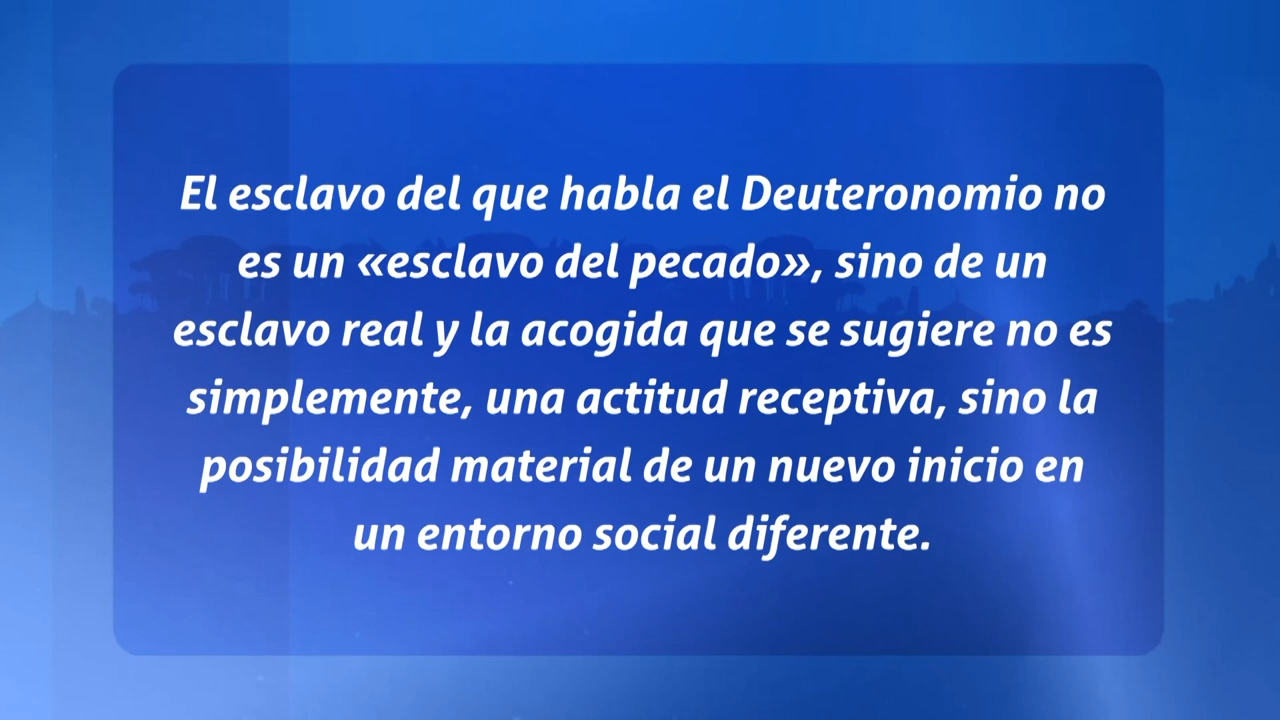 El esclavo del que habla el Deuteronomio no
es un «esclavo del pecado», sino de un
esclavo real y la acogida que se sugiere no es
simplemente, una actitud receptiva, sino la
posibilidad material de un nuevo inicio en
un entorno social diferente.